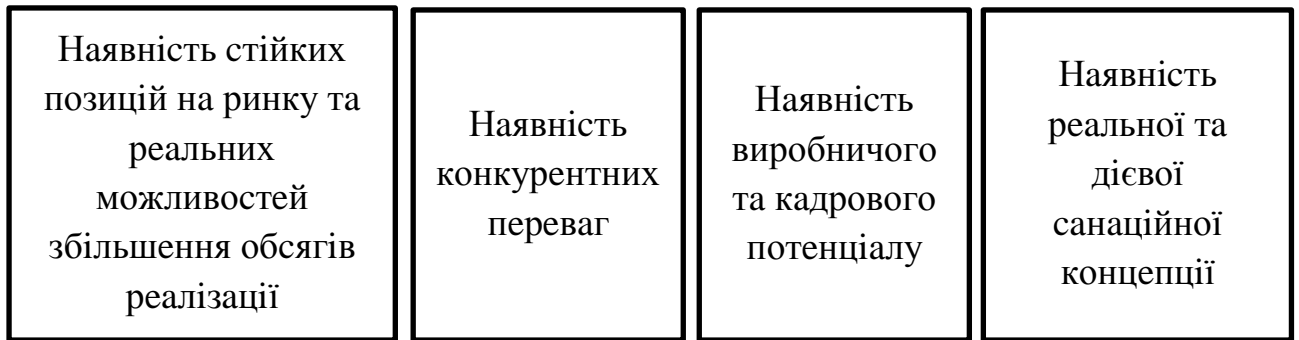 Наявність стійких
позицій на ринку та
реальних
можливостей
збільшення обсягів
реалізації
Наявність
конкурентних
переваг
Наявність
виробничого
та кадрового
потенціалу
Наявність
реальної та
дієвої
санаційної
концепції